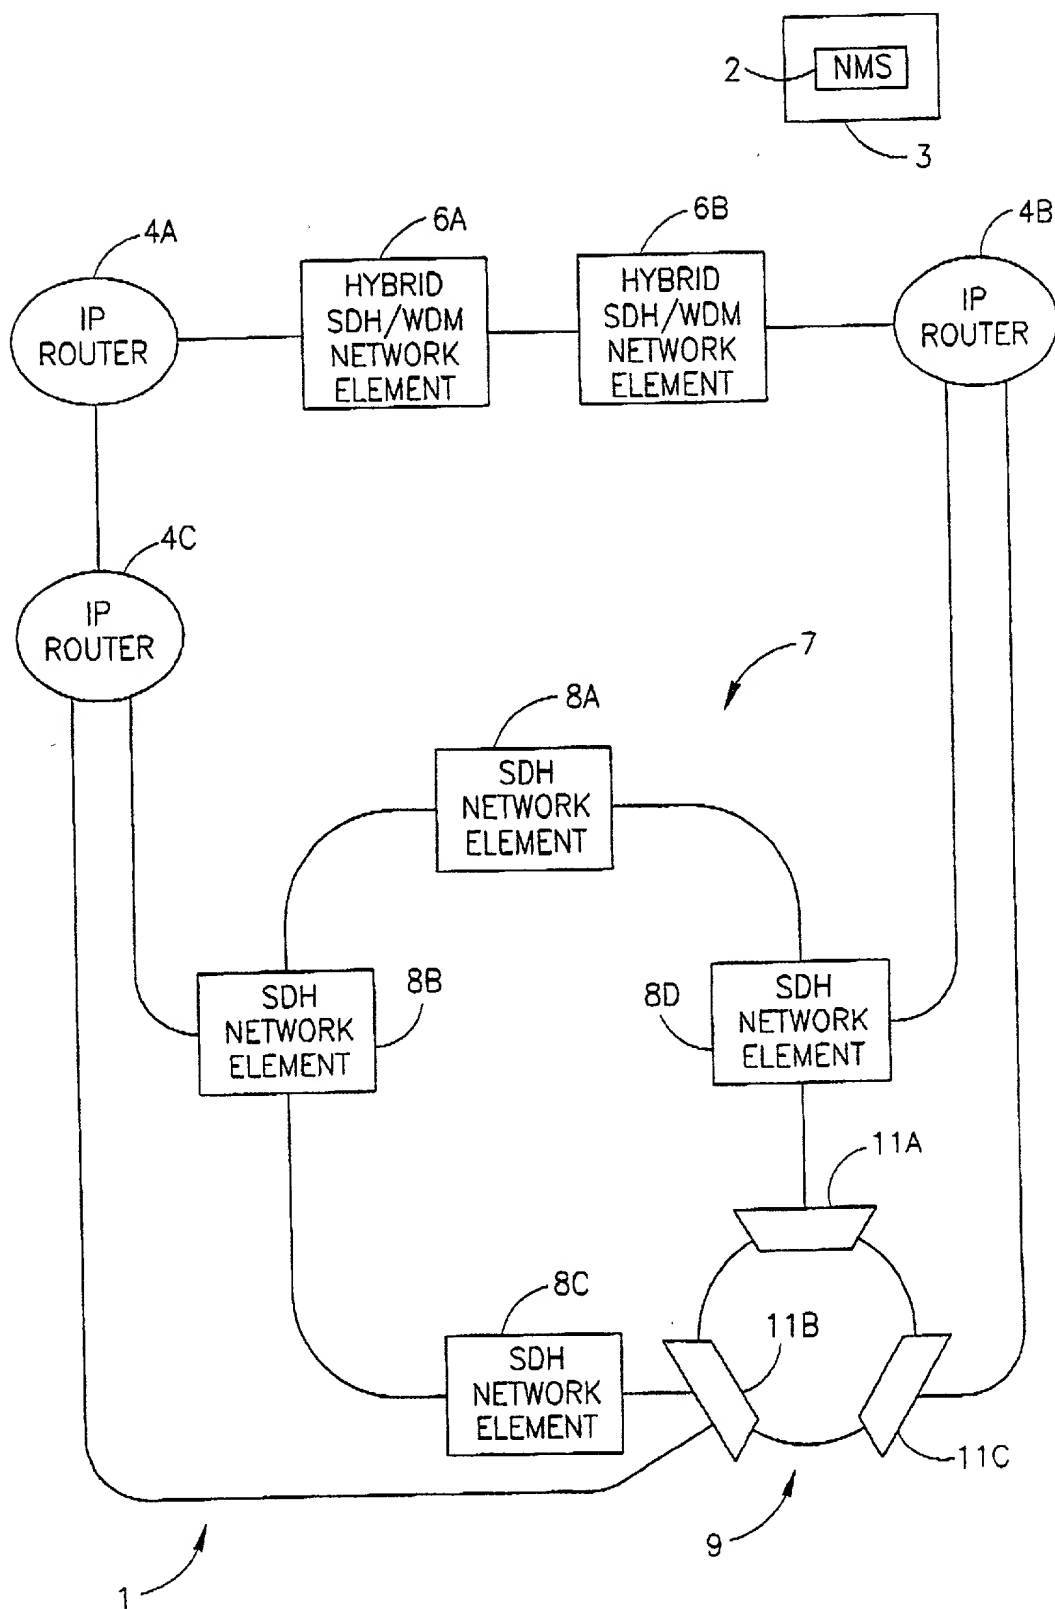 2
NMS
3
4A
6A
6B
4B
IP
ROUTER
HYBRID
SDH/WDM
NETWORK
ELEMENT
HYBRID
SDH/WDM
NETWORK
ELEMENT
IP
ROUTER
4C
IP
ROUTER
7
8A
SDH
NETWORK
ELEMENT
8B
SDH
NETWORK
ELEMENT
8D
SDH
NETWORK
ELEMENT
11A
8C
11B
SDH
NETWORK
ELEMENT
11C
9
1